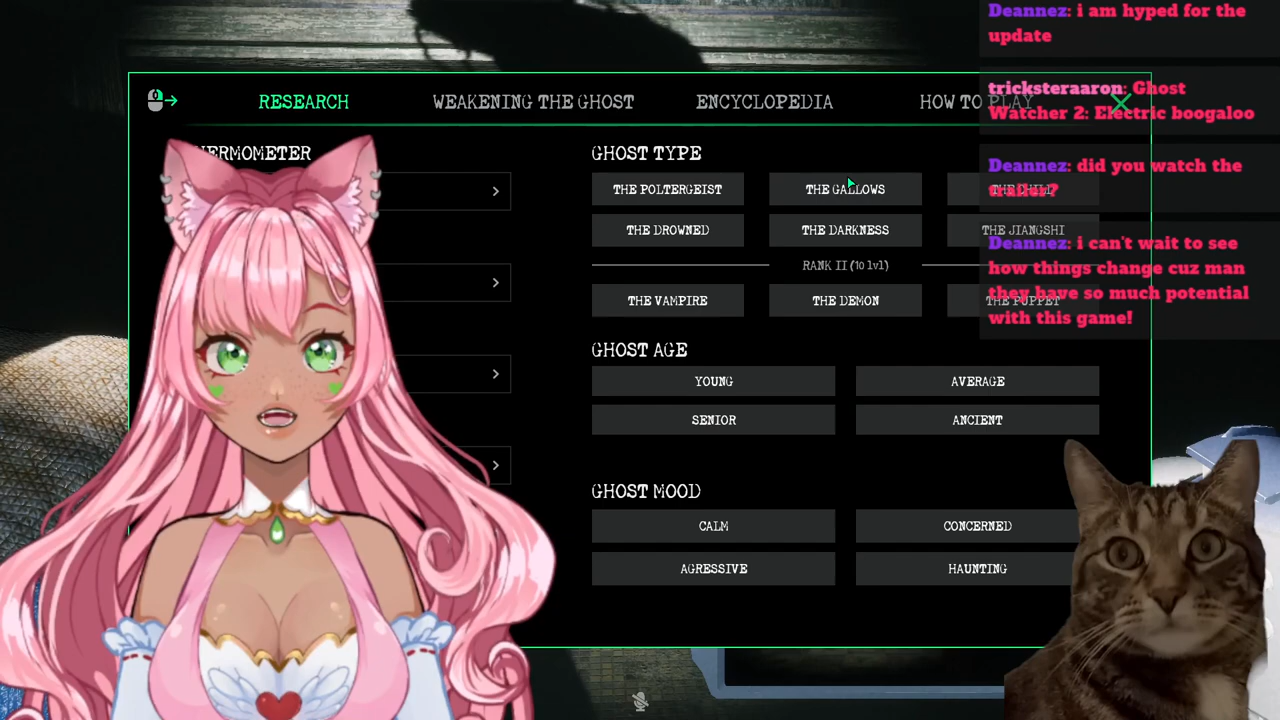 RESEARCH
WEAKENING THE GHOST
ENCYCLOPEDIA
HOW TO PLAY
GHOST TYPE
THE POLTERGEIST
THE GALLOWS
THE CHILD
THE DROWNED
THE DARKNESS
THE JIANGSHI
RANK II (10 lvl)
THE VAMPIRE
THE DEMON
THE PUPPET
GHOST AGE
YOUNG
AVERAGE
SENIOR
ANCIENT
GHOST MOOD
CALM
CONCERNED
AGRESSIVE
HAUNTING
Deannez: i am hyped for the
update
tricksteraaron: Ghost
Watcher 2: Electric boogaloo
Deannez: did you watch the
trailer?
Deannez: i can't wait to see
how things change cuz man
they have so much potential
with this game!